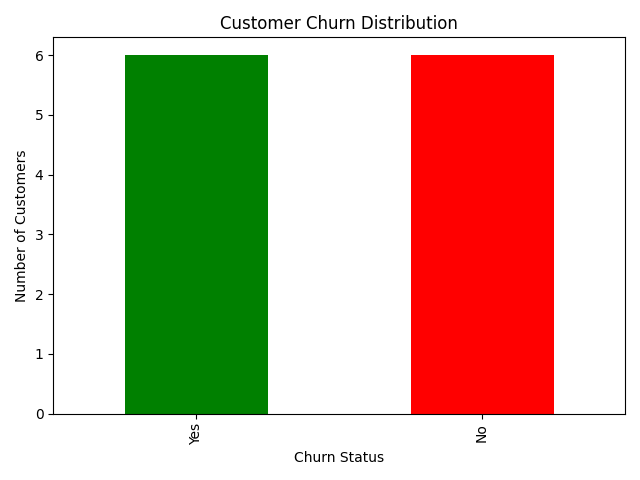 Customer Churn Distribution
Number of Customers
6
5
4
3
2
1
0
Yes
No
Churn Status